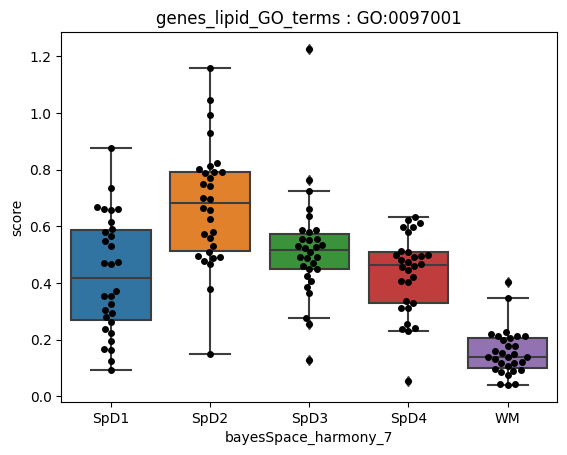 genes_lipid_GO_terms : GO:0097001
score
1.2
1.0
0.8
0.6
0.4
0.2
0.0
SpD1 SpD2 SpD3 SpD4 WM
bayesSpace_harmony_7